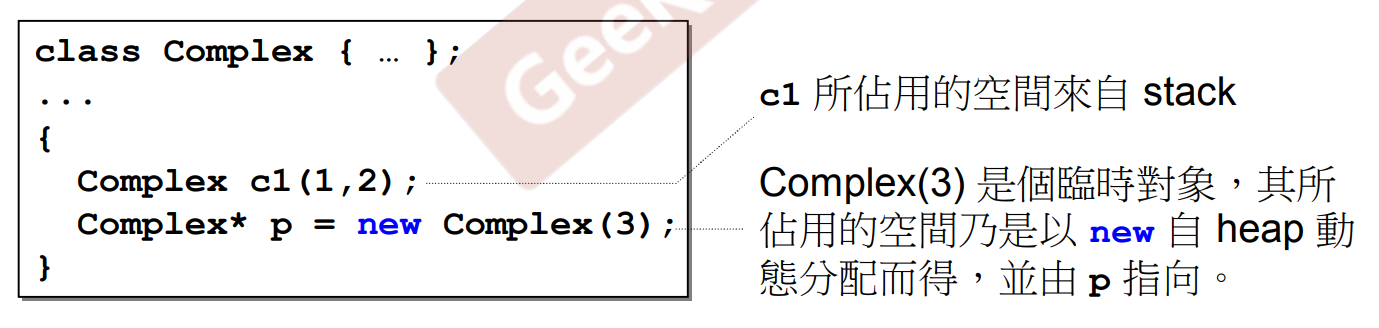 class Complex { … };
...
{
Complex c1(1,2);
Complex* p = new Complex(3);
}
c1 所佔用的空間來自 stack
Complex(3) 是個臨時對象，其所
佔用的空間乃是以 new 自 heap 動
態分配而得，並由 p 指向。